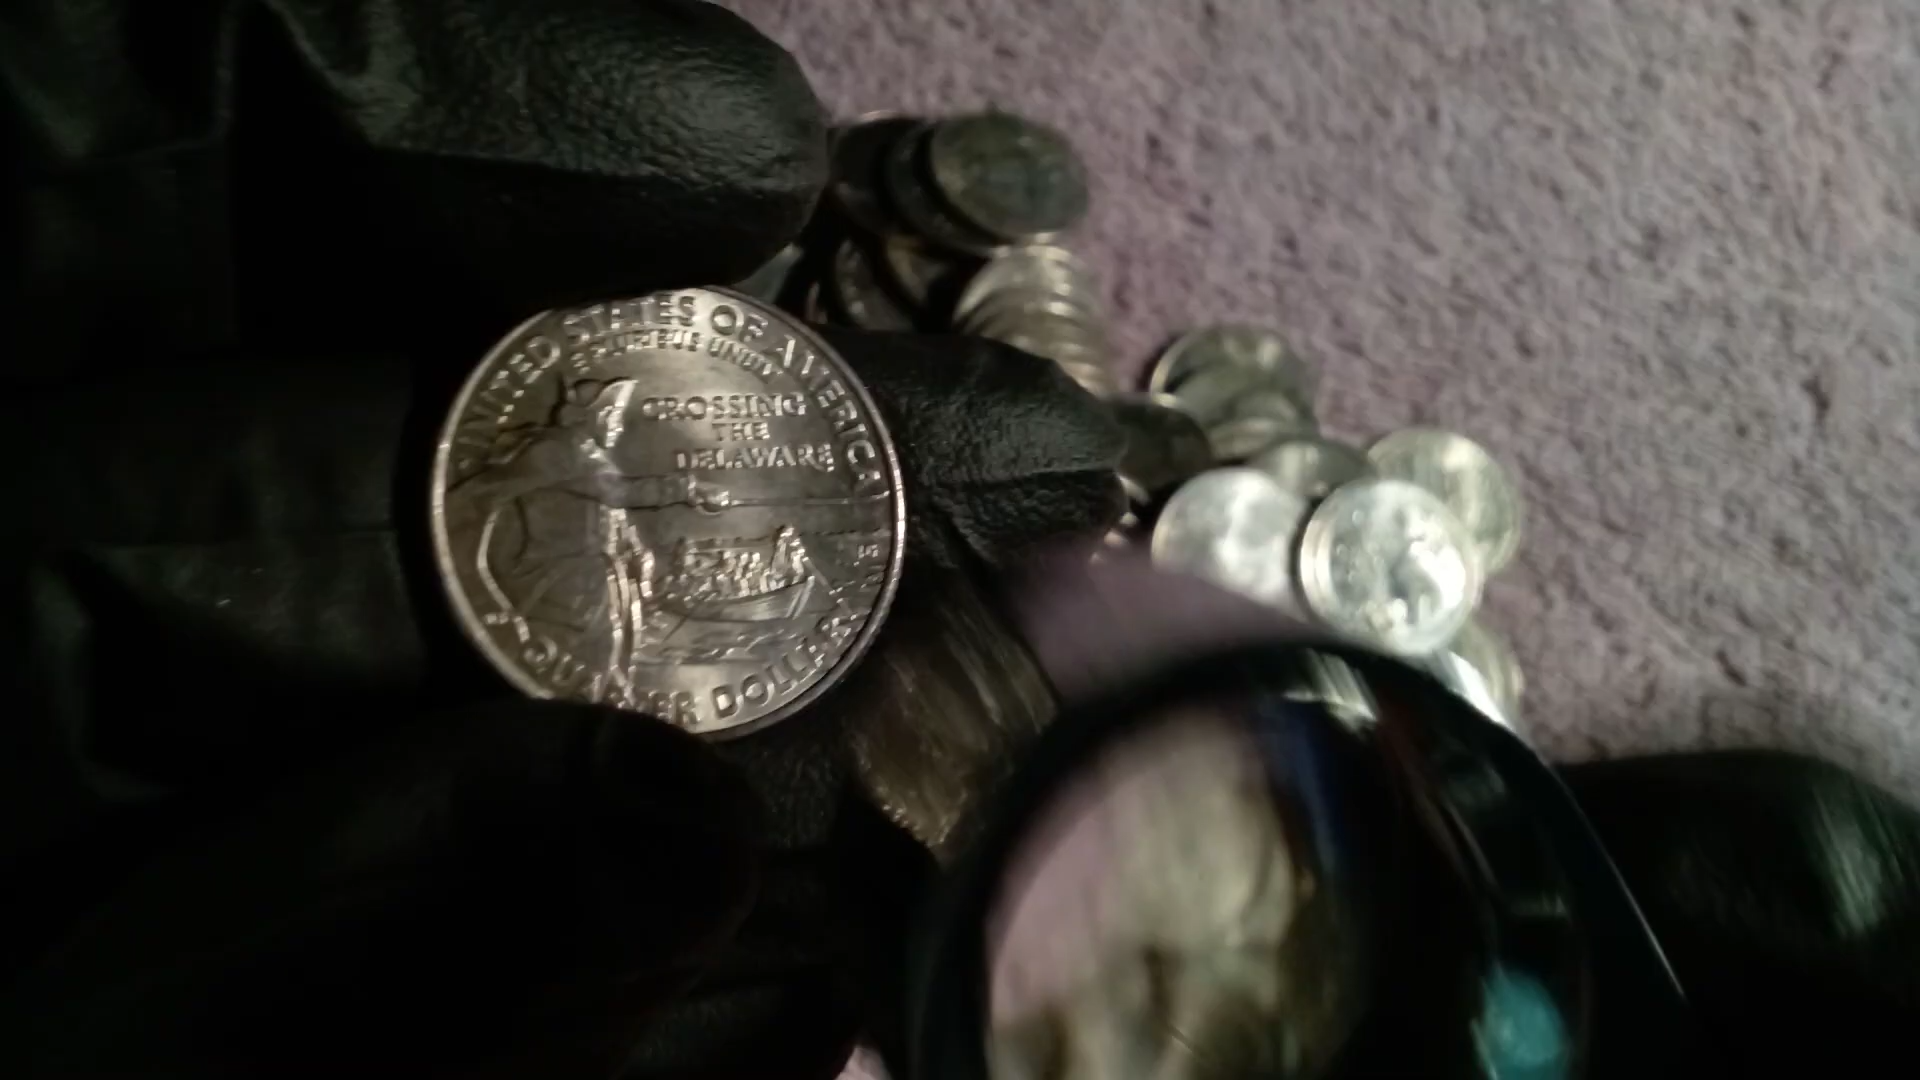 UNITED STATES OF AMERICA
E PLURIBUS UNUM
CROSSING
THE
DELAWARE
QUARTER DOLLAR